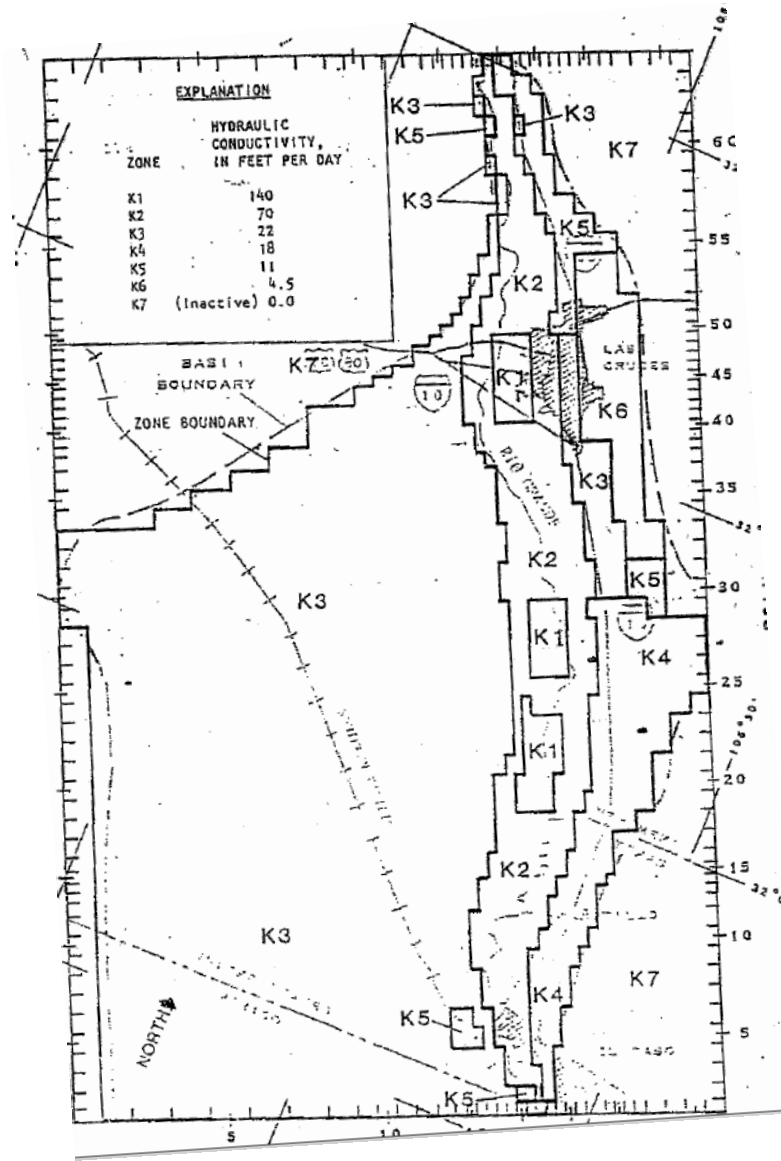 EXPLANATION
HYDRAULIC
CONDUCTIVITY,
ZONE IN FEET PER DAY
K1 140
K2 70
K3 22
K4 18
K5 11
K6 4.5
K7 (Inactive) 0.0
K3
K5
K3
K3
K7
60
K5
55
K2
50
K7
BOUNDARY
LAS
CRUCES
K1
45
10
K6
40
ZONE BOUNDARY
RIO GRANDE
K3
35
K2
32°
K5
30
K3
K1
K4
25
106°30'
K1
20
K2
15
K3
10
K7
K4
K5
5
NORTH
EL PASO
K5
5
10